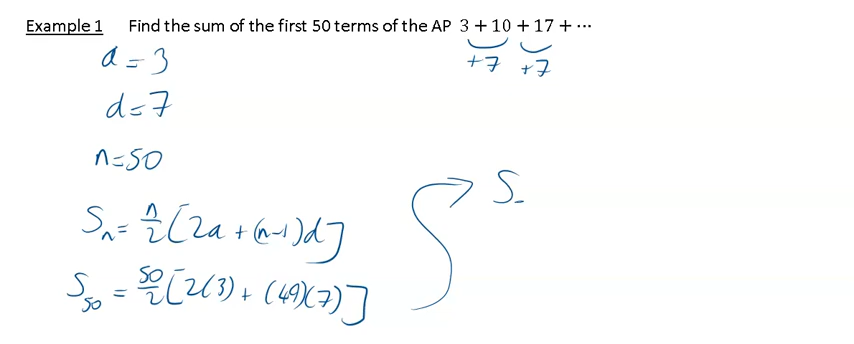 Example 1 Find the sum of the first 50 terms of the AP 3 + 10 + 17 + ⋯
+7 +7
a = 3
d = 7
n = 50
Sₙ = n/2 [2a + (n-1)d]
S₅₀ = 50/2 [2(3) + (49)(7)]
S